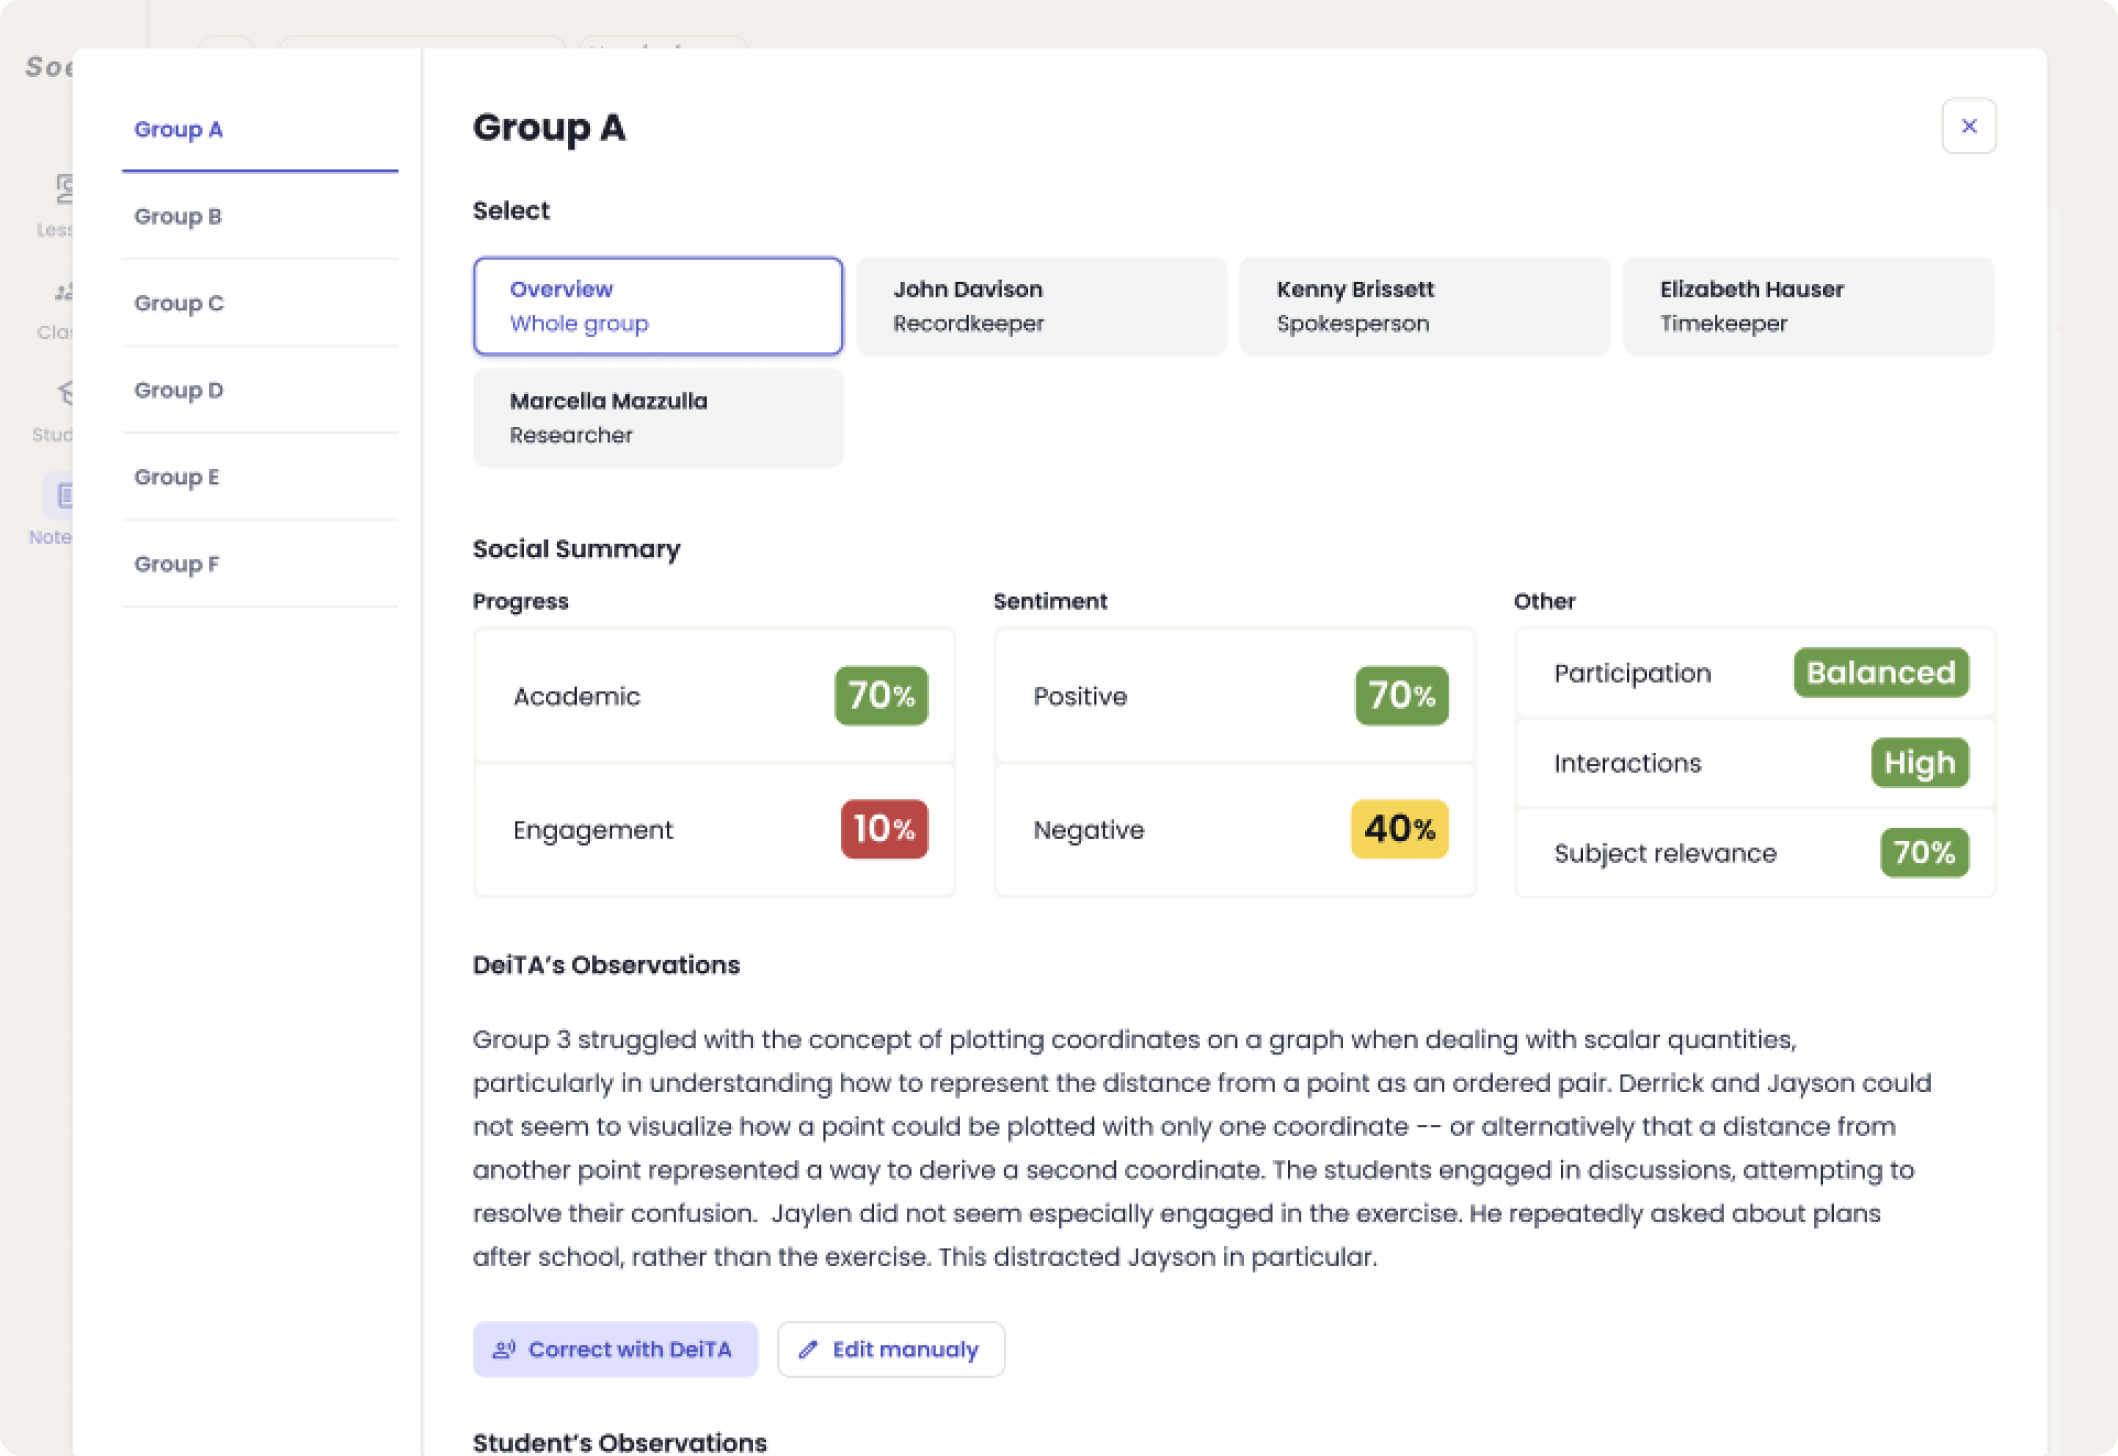 Group A
Group B
Group C
Group D
Group E
Group F
Group A
Select
Overview
Whole group
John Davison
Recordkeeper
Kenny Brissett
Spokesperson
Elizabeth Hauser
Timekeeper
Marcella Mazzulla
Researcher
Social Summary
Progress
Academic 70%
Engagement 10%
Sentiment
Positive 70%
Negative 40%
Other
Participation Balanced
Interactions High
Subject relevance 70%
DeiTA’s Observations
Group 3 struggled with the concept of plotting coordinates on a graph when dealing with scalar quantities,
particularly in understanding how to represent the distance from a point as an ordered pair. Derrick and Jayson could
not seem to visualize how a point could be plotted with only one coordinate -- or alternatively that a distance from
another point represented a way to derive a second coordinate. The students engaged in discussions, attempting to
resolve their confusion.  Jaylen did not seem especially engaged in the exercise. He repeatedly asked about plans
after school, rather than the exercise. This distracted Jayson in particular.
Correct with DeiTA
Edit manualy
Student’s Observations